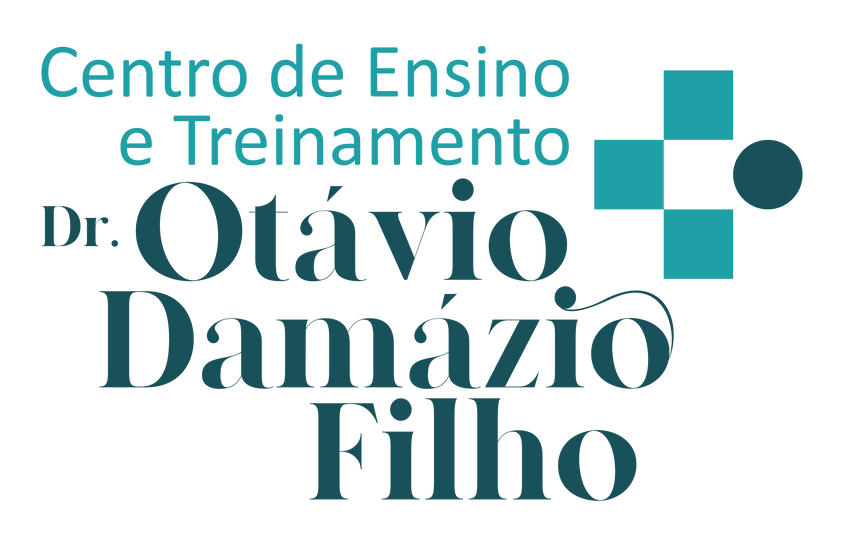 Centro de Ensino
e Treinamento
Dr. Otávio
Damázio
Filho